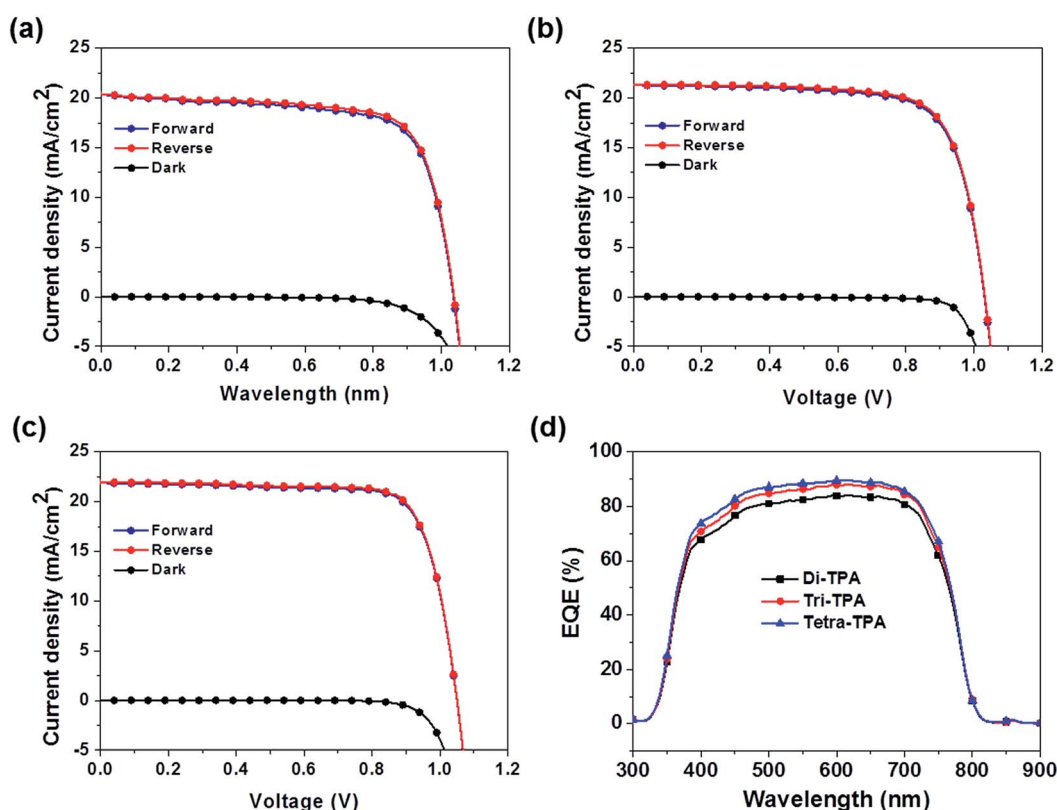 (a)
25
20
15
10
5
0
-5
Current density (mA/cm2)
Forward
Reverse
Dark
0.0 0.2 0.4 0.6 0.8 1.0 1.2
Wavelength (nm)
(b)
25
20
15
10
5
0
-5
Current density (mA/cm2)
Forward
Reverse
Dark
0.0 0.2 0.4 0.6 0.8 1.0 1.2
Voltage (V)
(c)
25
20
15
10
5
0
-5
Current density (mA/cm2)
Forward
Reverse
Dark
0.0 0.2 0.4 0.6 0.8 1.0 1.2
Voltage (V)
(d)
100
80
60
40
20
0
EQE (%)
Di-TPA
Tri-TPA
Tetra-TPA
300 400 500 600 700 800 900
Wavelength (nm)